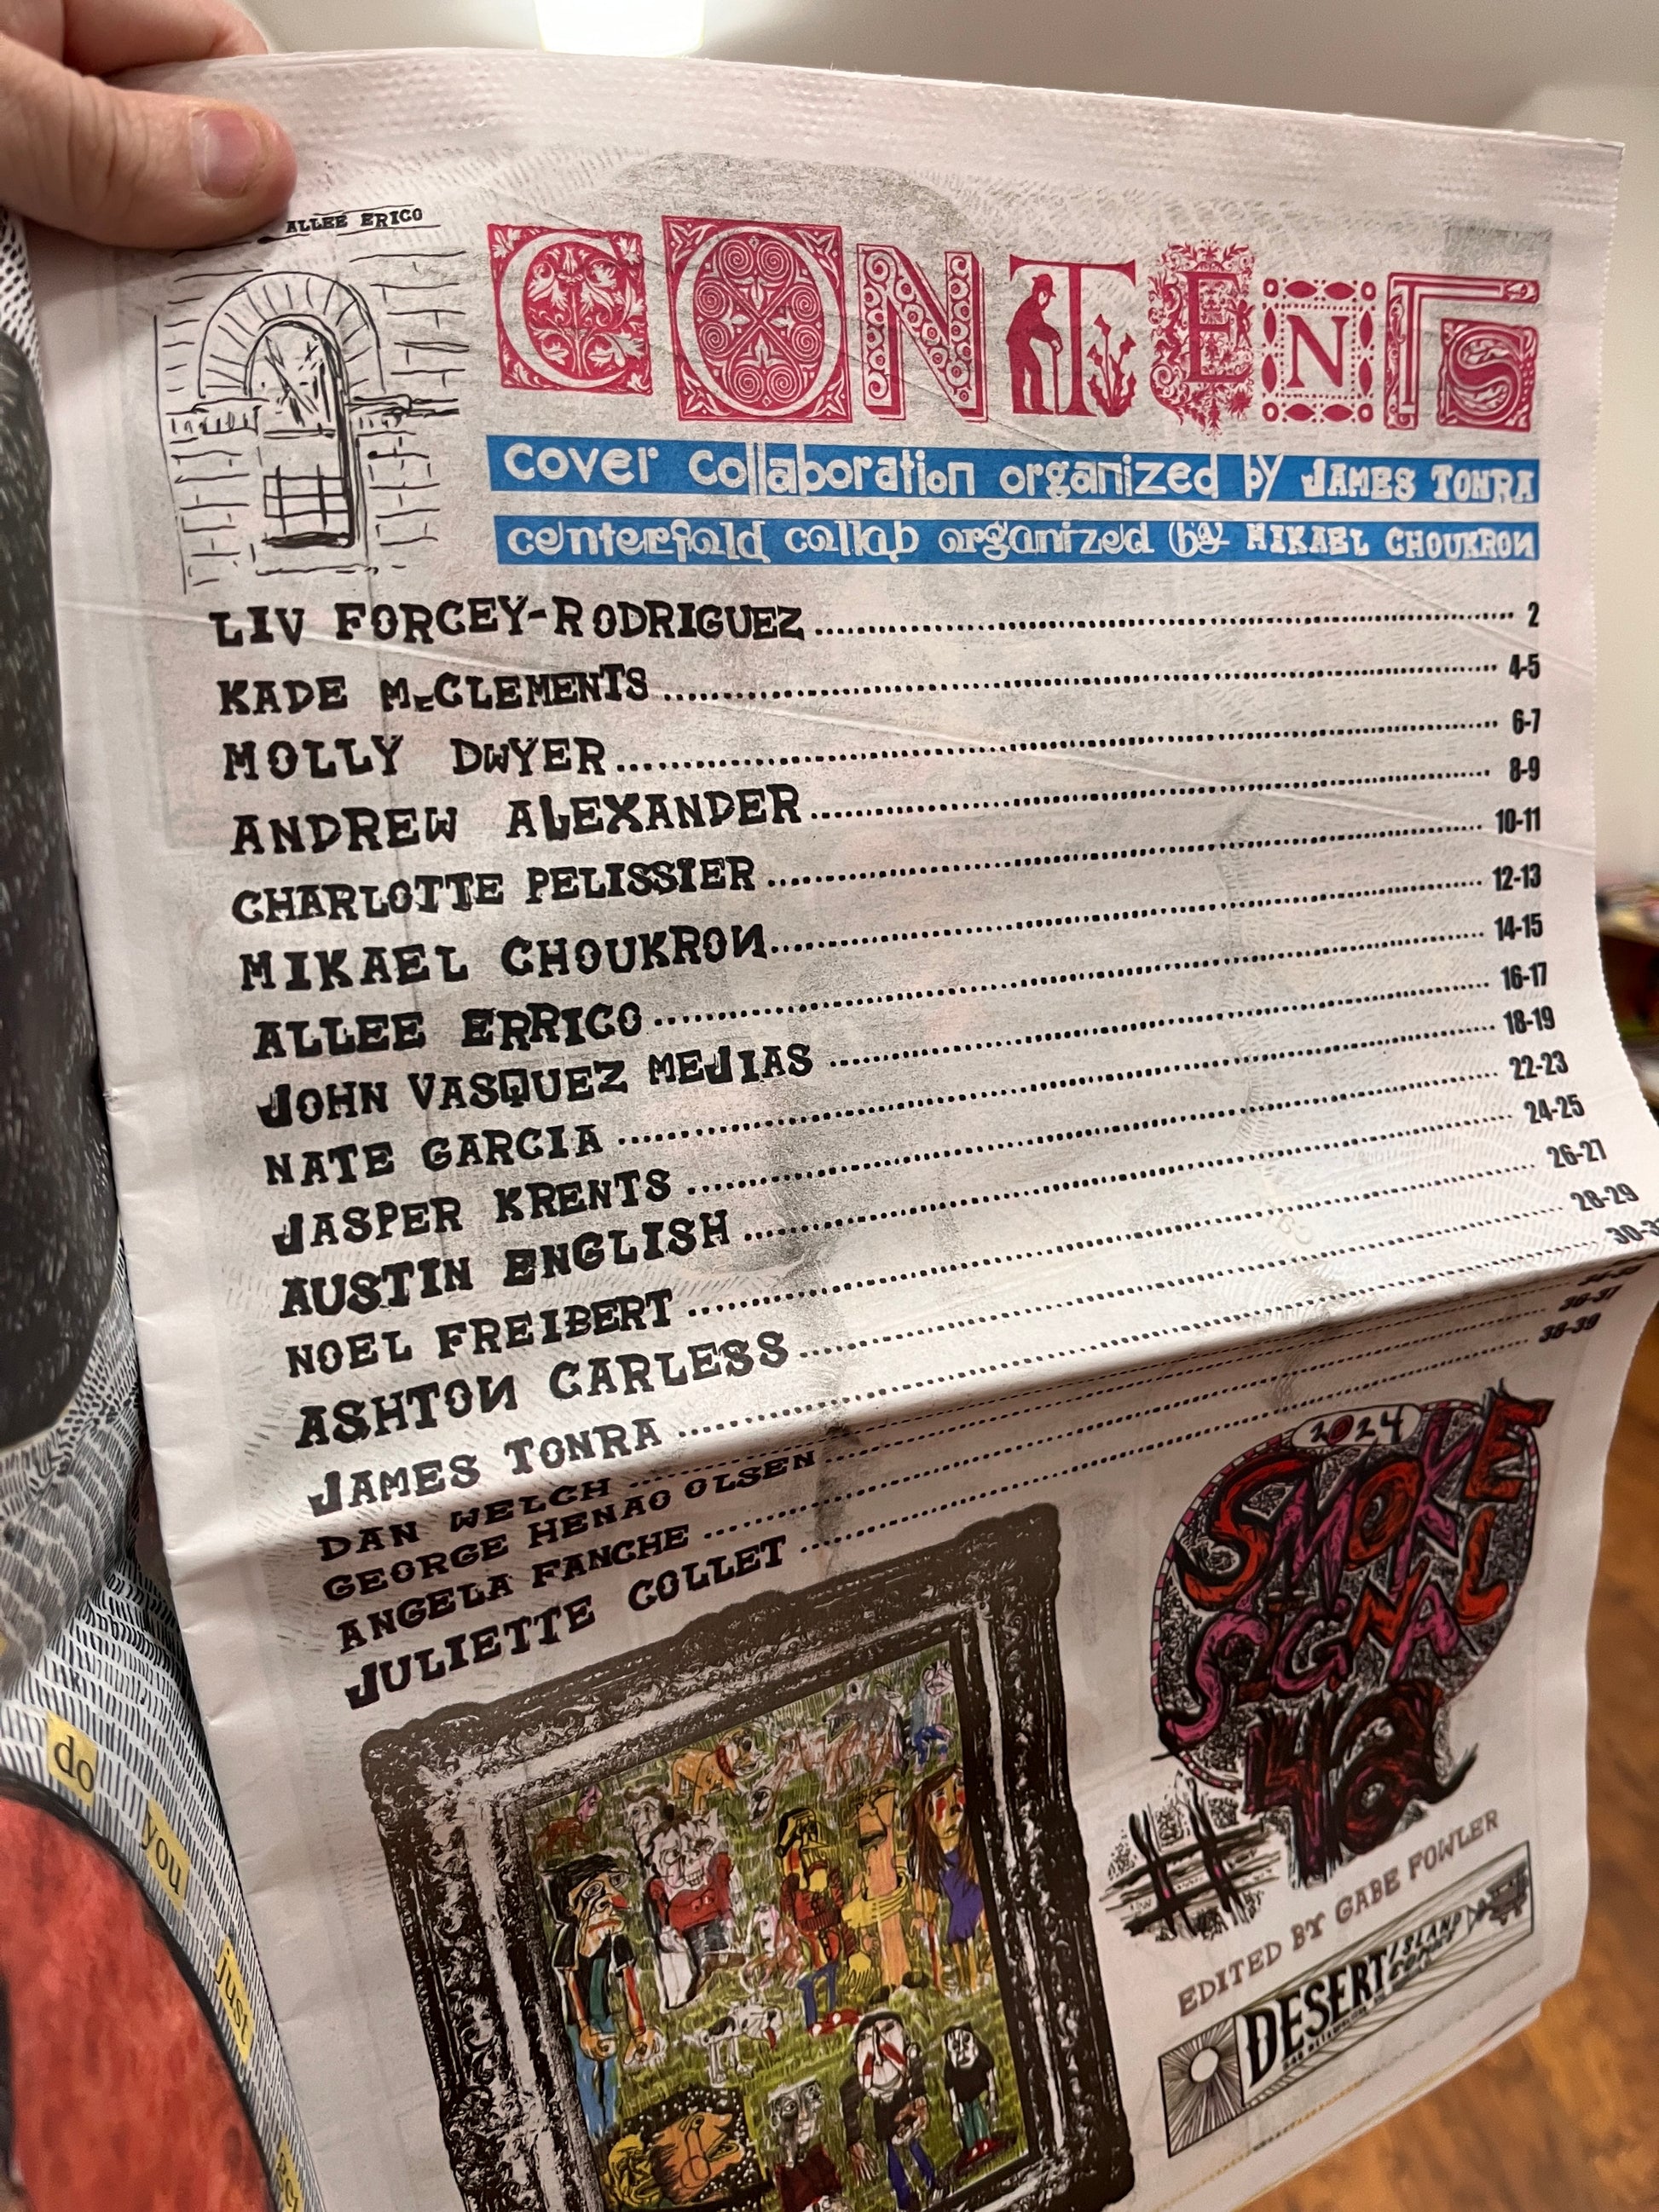 ALLEE ERICO
CONTENTS
cover collaboration organized by JAMES TONRA
centerfold collab organized by MIKAEL CHOUKRON
LIV FORCEY-RODRIGUEZ 2
KADE McCLEMENTS 4-5
MOLLY DWYER 6-7
ANDREW ALEXANDER 8-9
CHARLOTTE PELISSIER 10-11
MIKAEL CHOUKRON 12-13
ALLEE ERRICO 14-15
JOHN VASQUEZ MEJIAS 16-17
NATE GARCIA 18-19
JASPER KRENTS 22-23
AUSTIN ENGLISH 24-25
NOEL FREIBERT 26-27
ASHTON CARLESS 28-29
JAMES TONRA
DAN WELCH
GEORGE HENAO OLSEN
ANGELA FANCHE 36-37
JULIETTE COLLET 38-39
2024
SMOKE
SIGNAL
#42
EDITED BY GABE FOWLER
DESERT ISLAND COMICS
do
you
just